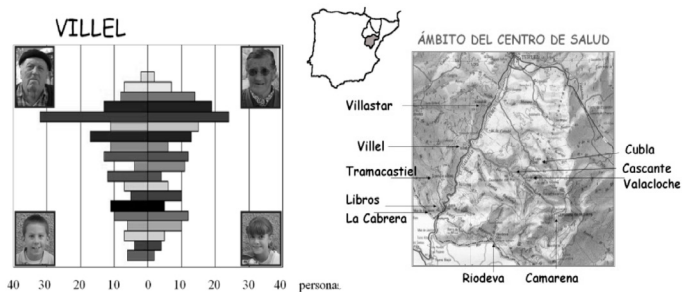 VILLEL
40 30 20 10 0 10 20 30 40
ÁMBITO DEL CENTRO DE SALUD
Villastar
Villel
Tramacastiel
Libros
La Cabrera
Cubla
Cascante
Valacloche
Riodeva
Camarena